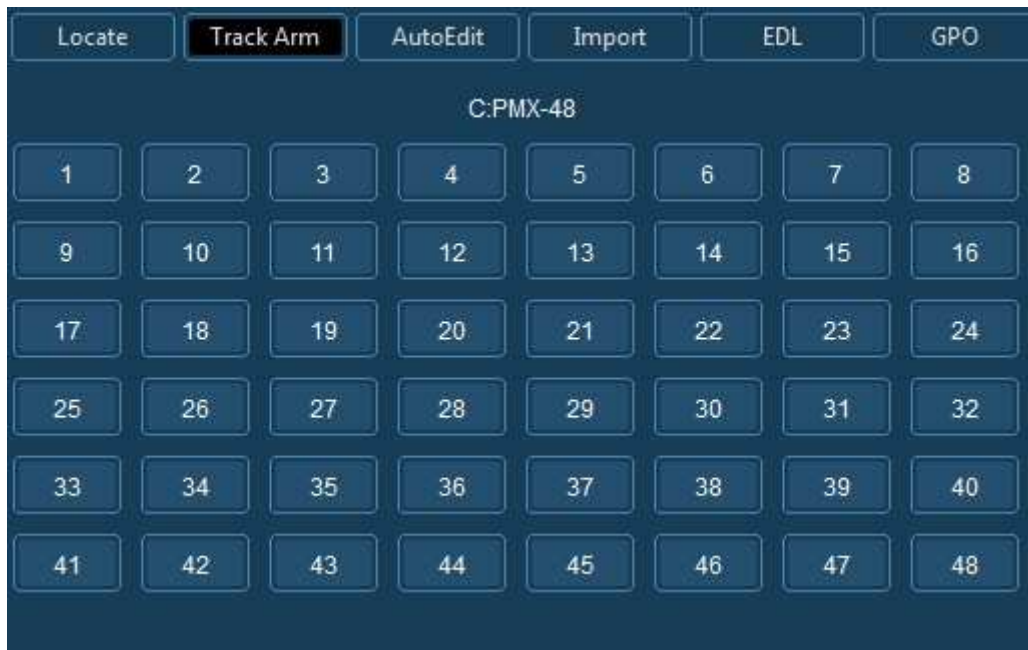 Locate Track Arm AutoEdit Import EDL GPO
C:PMX-48
1 2 3 4 5 6 7 8
9 10 11 12 13 14 15 16
17 18 19 20 21 22 23 24
25 26 27 28 29 30 31 32
33 34 35 36 37 38 39 40
41 42 43 44 45 46 47 48